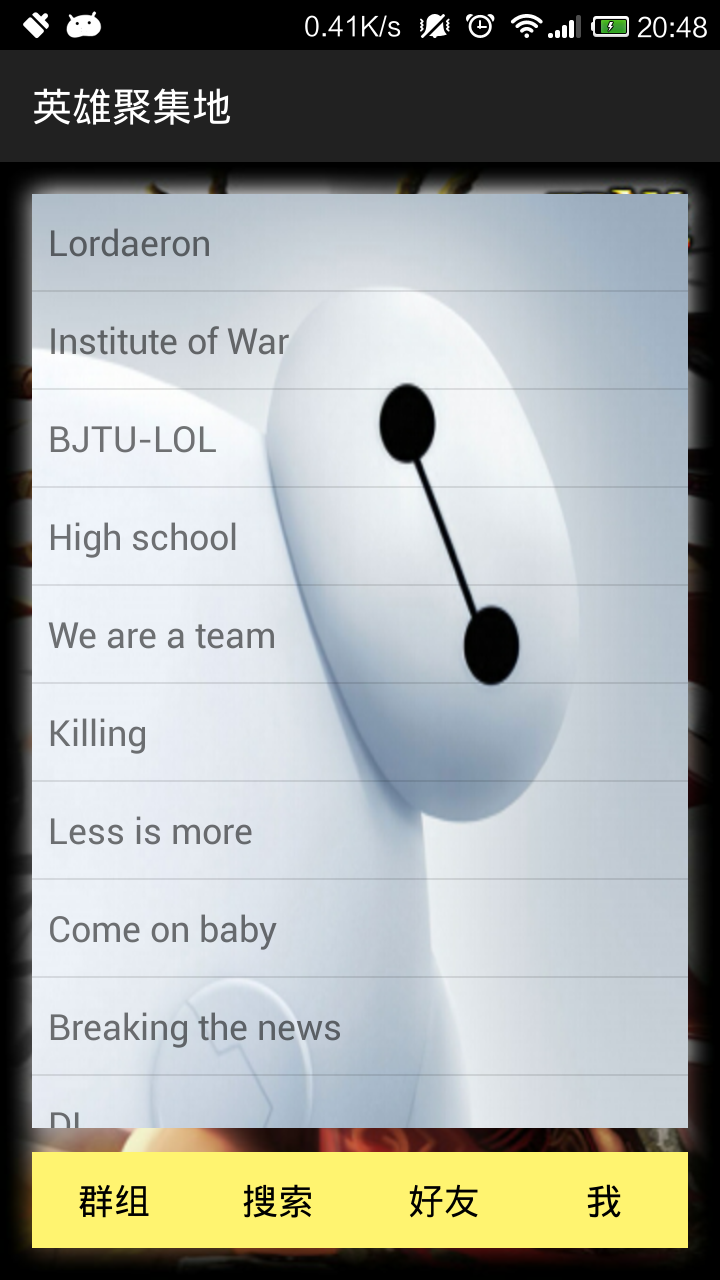 0.41K/s 20:48
英雄聚集地
Lordaeron
Institute of War
BJTU-LOL
High school
We are a team
Killing
Less is more
Come on baby
Breaking the news
群组 搜索 好友 我